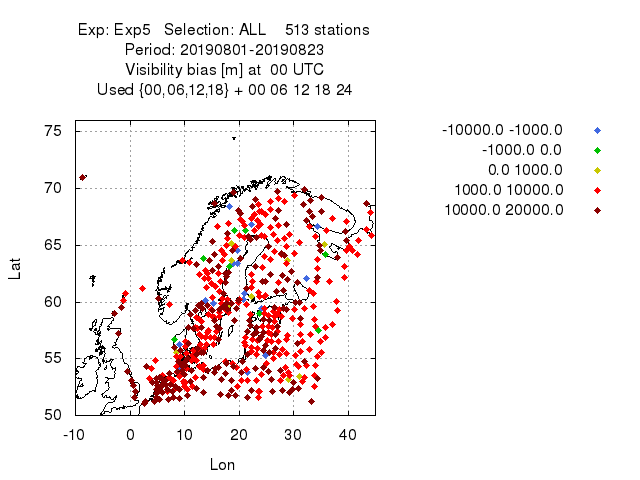 Exp: Exp5   Selection: ALL    513 stations
Period: 20190801-20190823
Visibility bias [m] at  00 UTC
Used {00,06,12,18} + 00 06 12 18 24
-10000.0 -1000.0
-1000.0 0.0
0.0 1000.0
1000.0 10000.0
10000.0 20000.0
75
70
65
60
55
50
Lat
-10 0 10 20 30 40
Lon